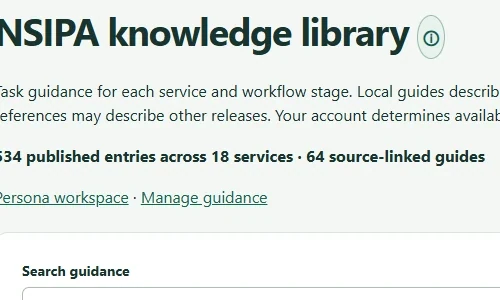 NSIPA knowledge library
Task guidance for each service and workflow stage. Local guides describ
references may describe other releases. Your account determines availab
534 published entries across 18 services · 64 source-linked guides
Persona workspace · Manage guidance
Search guidance